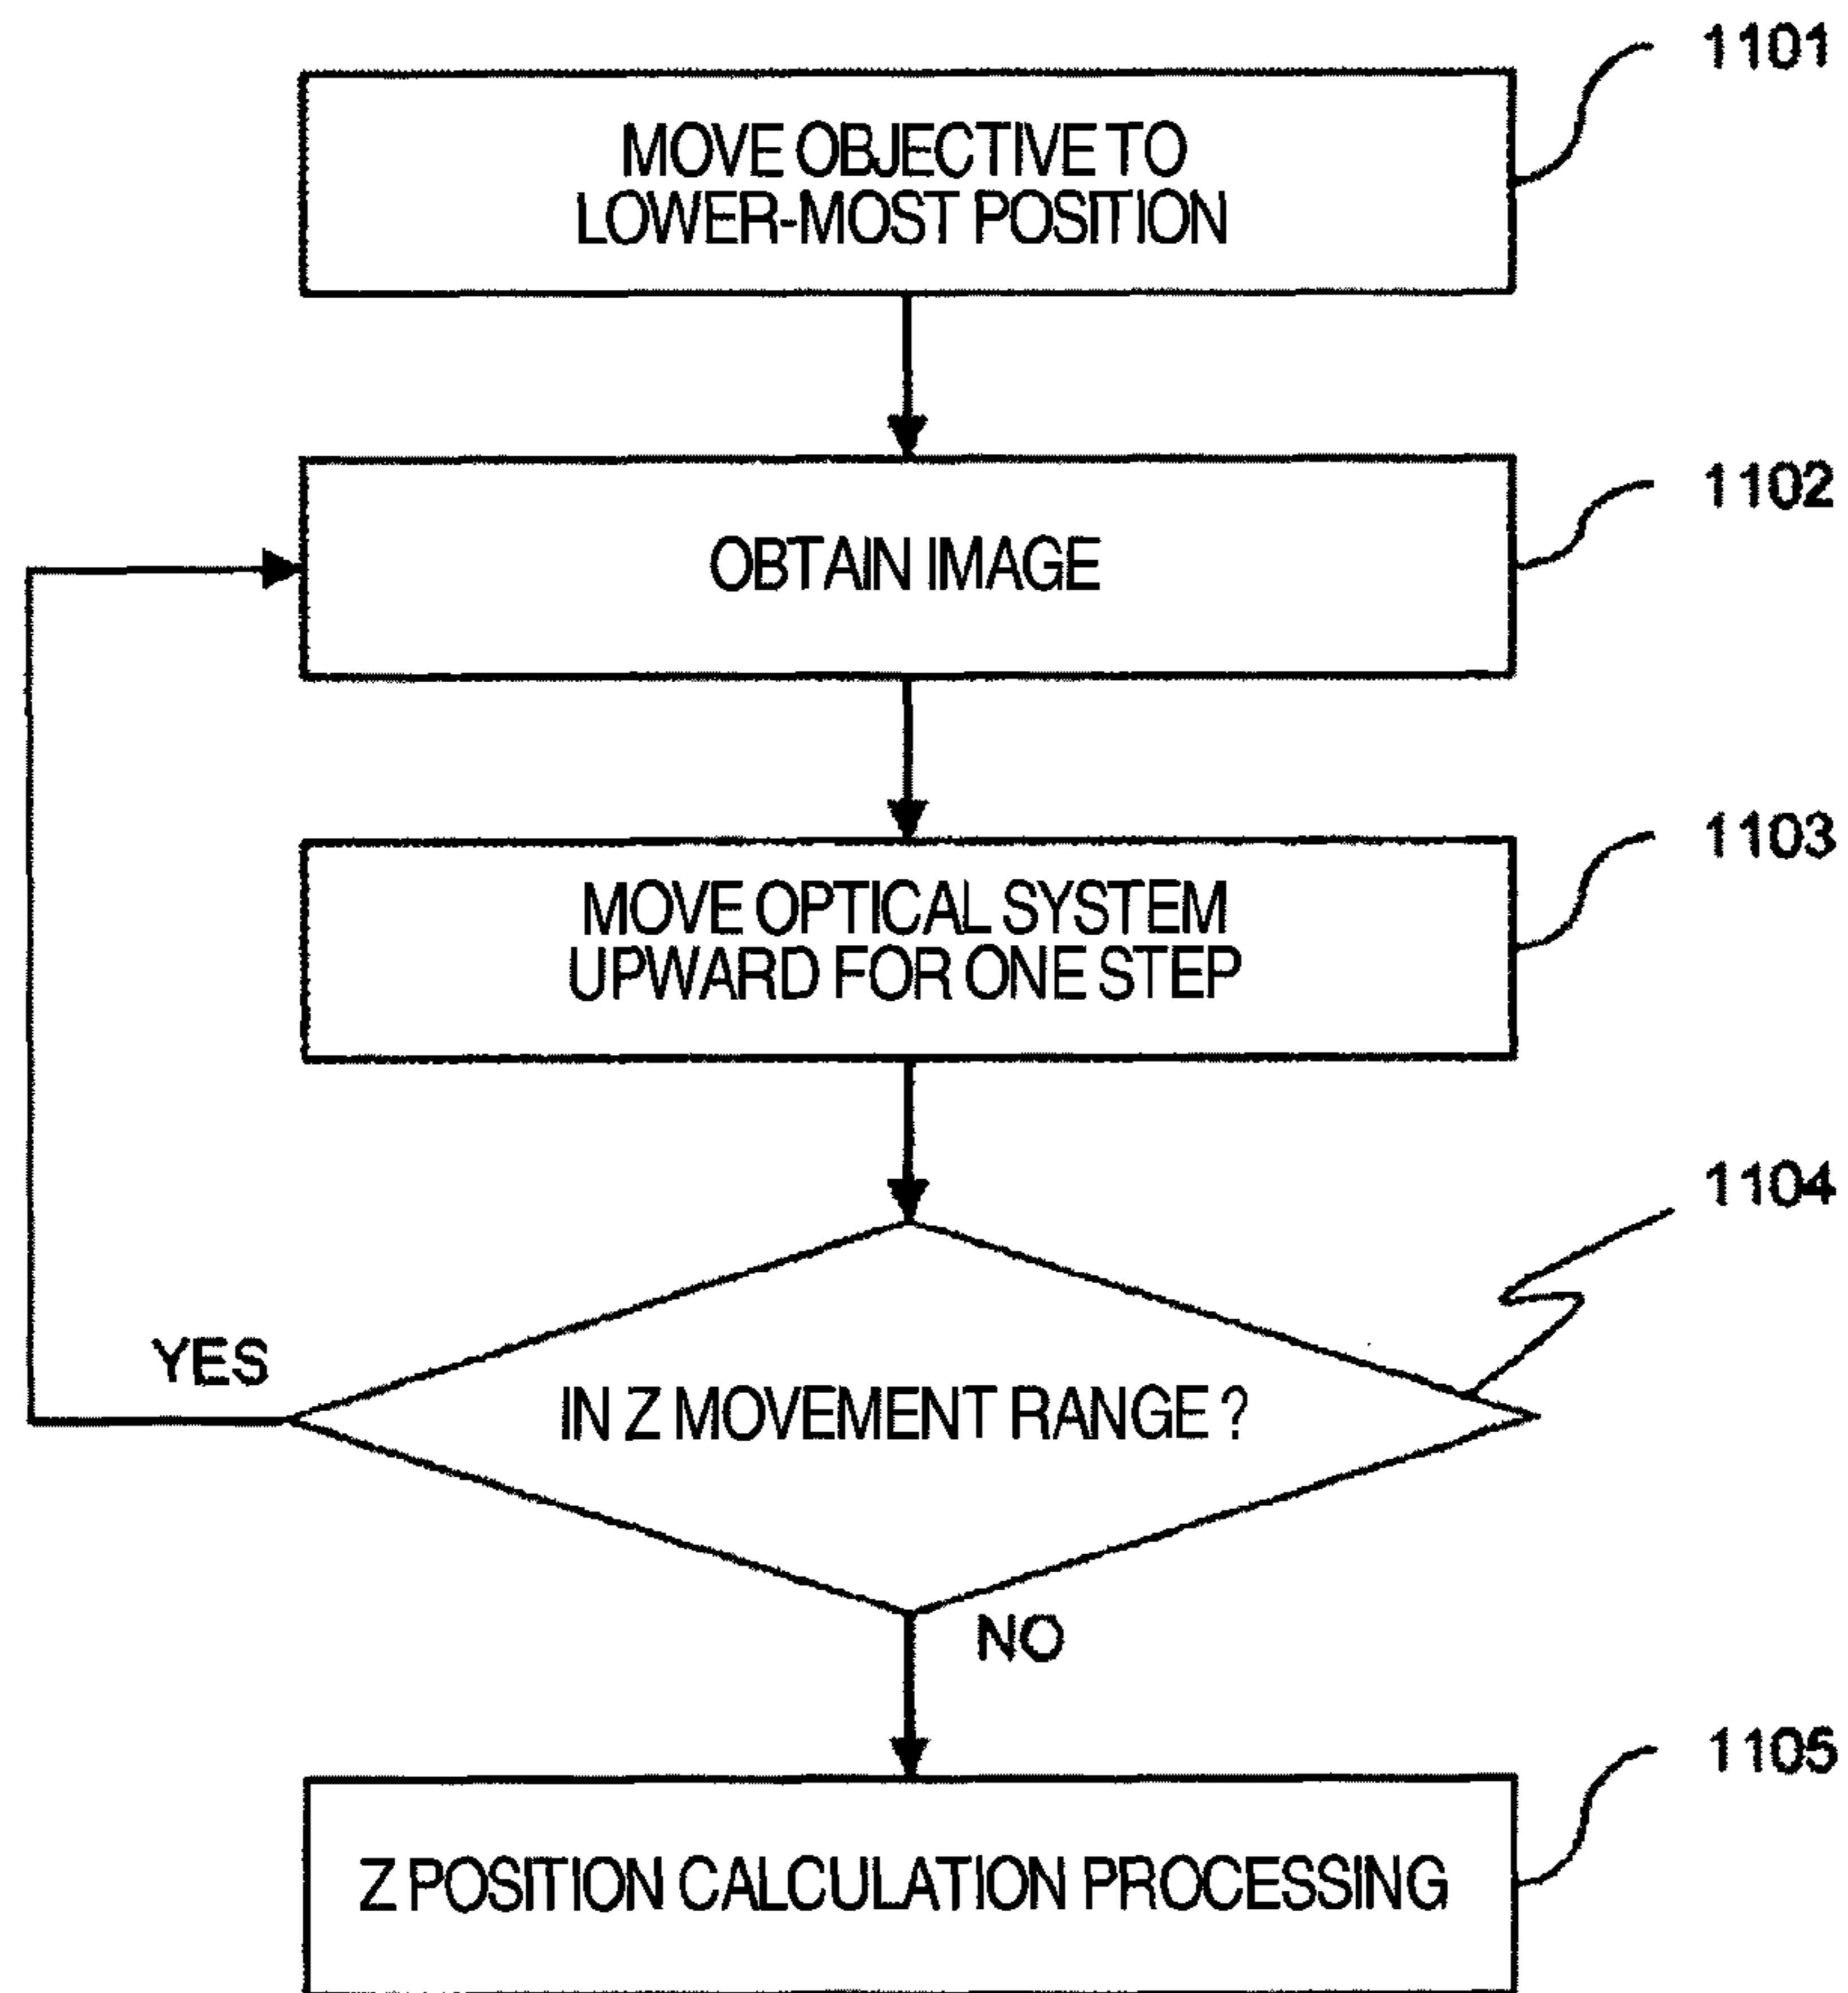 1101
MOVE OBJECTIVE TO
LOWER-MOST POSITION
1102
OBTAIN IMAGE
1103
MOVE OPTICAL SYSTEM
UPWARD FOR ONE STEP
1104
YES
IN Z MOVEMENT RANGE ?
NO
1105
Z POSITION CALCULATION PROCESSING